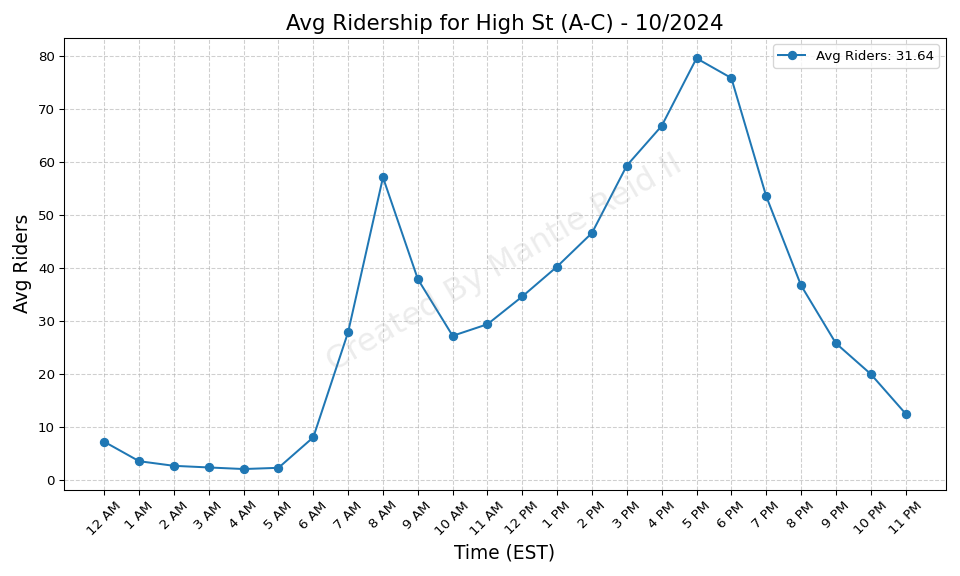 Avg Ridership for High St (A-C) - 10/2024
Avg Riders: 31.64
80
70
60
50
40
30
20
10
0
Avg Riders
Created By Mantie Reid II
12 AM
1 AM
2 AM
3 AM
4 AM
5 AM
6 AM
7 AM
8 AM
9 AM
10 AM
11 AM
12 PM
1 PM
2 PM
3 PM
4 PM
5 PM
6 PM
7 PM
8 PM
9 PM
10 PM
11 PM
Time (EST)